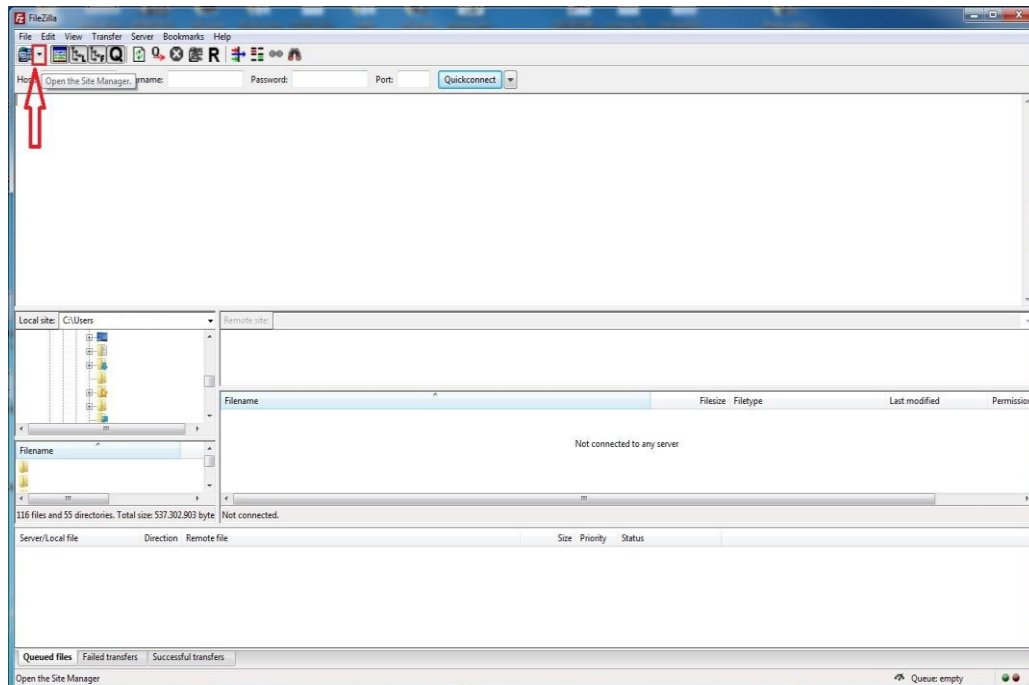 FileZilla
File Edit View Transfer Server Bookmarks Help
R
Host: Open the Site Manager. rname: Password: Port: Quickconnect
Local site: C:\Users
Remote site:
Filename Filesize Filetype Last modified Permission
Not connected to any server
Filename
116 files and 55 directories. Total size: 537.302.903 byte
Not connected.
Server/Local file Direction Remote file Size Priority Status
Queued files Failed transfers Successful transfers
Open the Site Manager Queue: empty